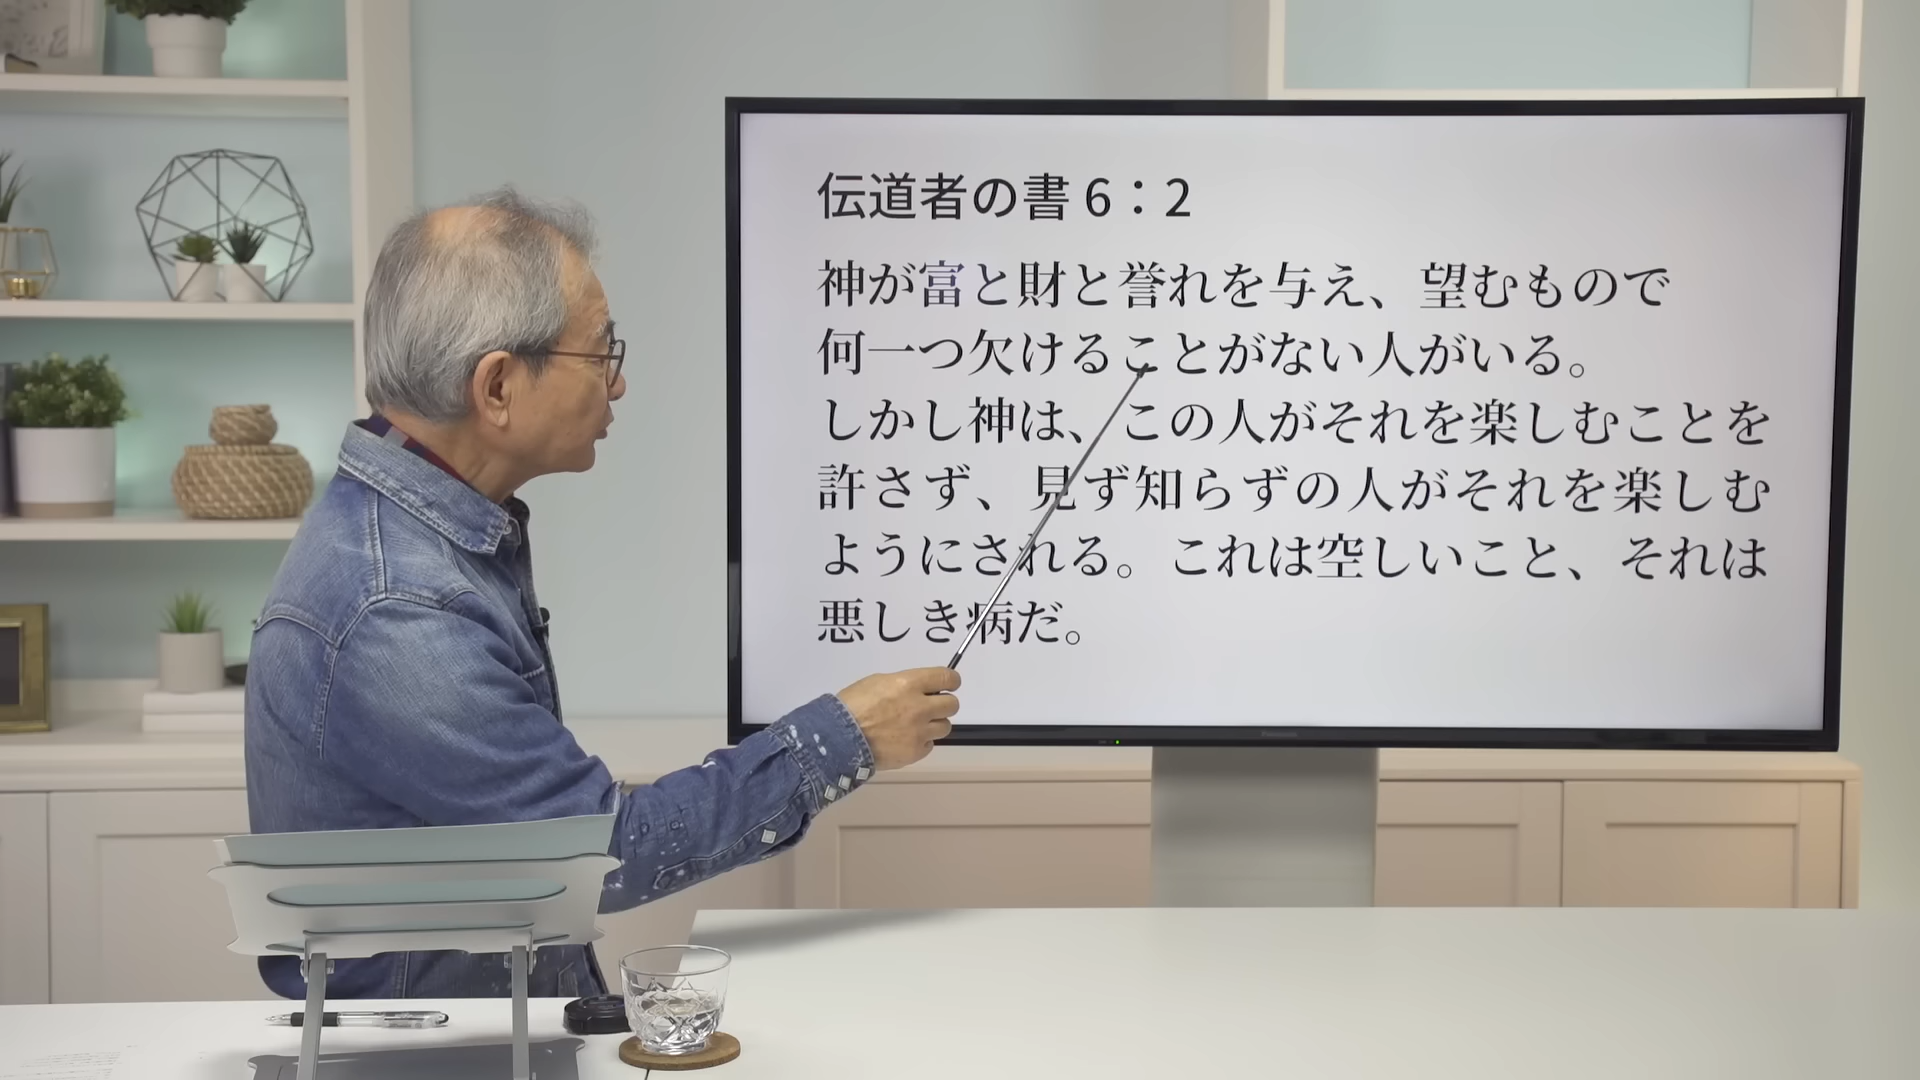 伝道者の書 6：2
神が富と財と誉れを与え、望むもので
何一つ欠けることがない人がいる。
しかし神は、この人がそれを楽しむことを
許さず、見ず知らずの人がそれを楽しむ
ようにされる。これは空しいこと、それは
悪しき病だ。
Panasonic